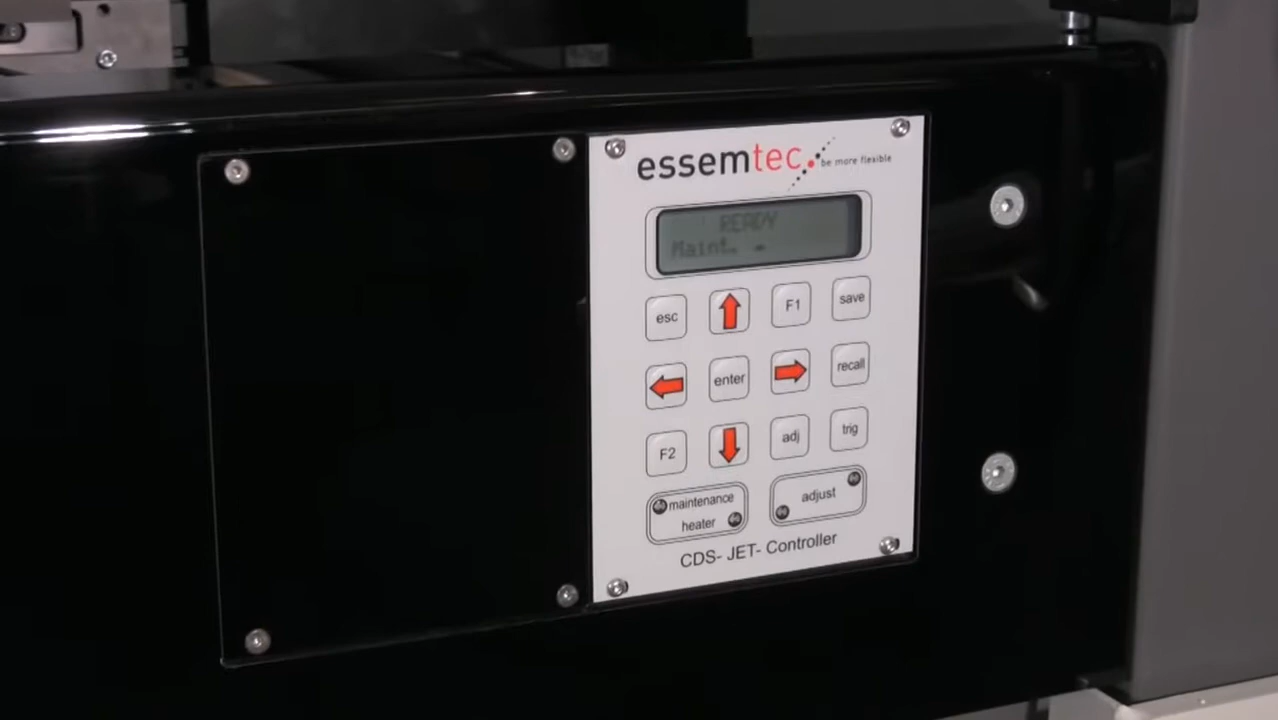 essemtec
be more flexible
READY
Maint. -
esc F1 save
enter recall
F2 adj trig
maintenance
heater
adjust
CDS- JET- Controller